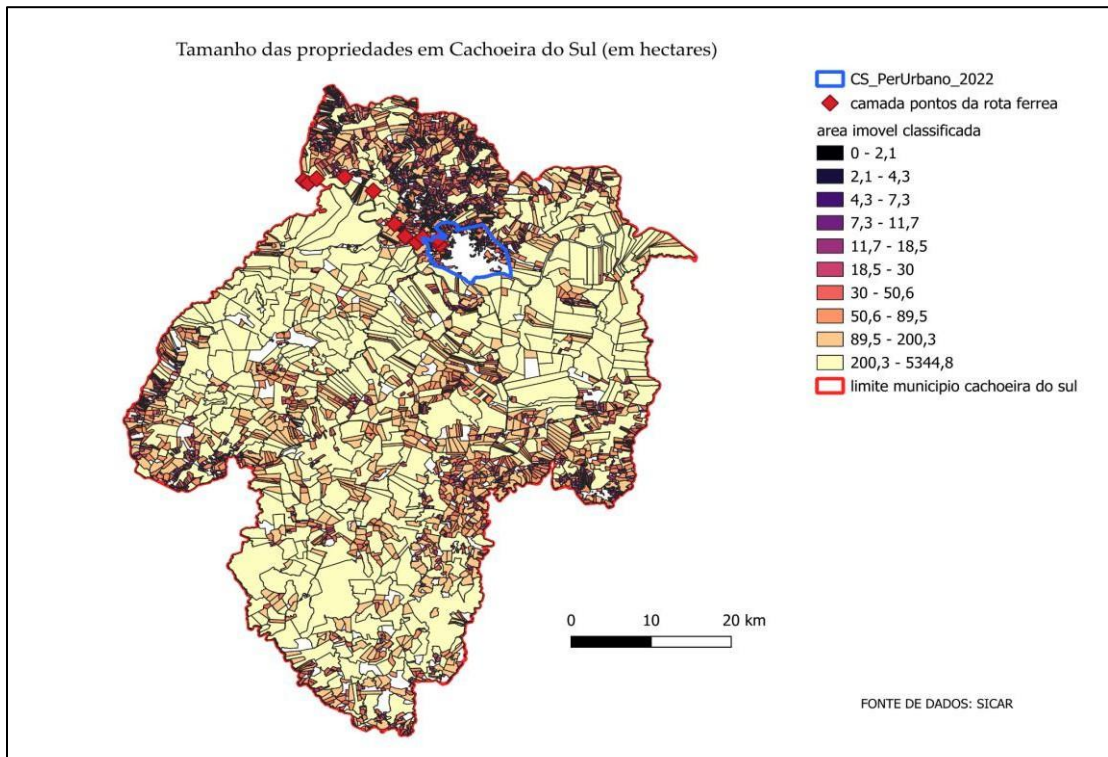 Tamanho das propriedades em Cachoeira do Sul (em hectares)
CS_PerUrbano_2022
camada pontos da rota ferrea
area imovel classificada
0 - 2,1
2,1 - 4,3
4,3 - 7,3
7,3 - 11,7
11,7 - 18,5
18,5 - 30
30 - 50,6
50,6 - 89,5
89,5 - 200,3
200,3 - 5344,8
limite municipio cachoeira do sul
0 10 20 km
FONTE DE DADOS: SICAR